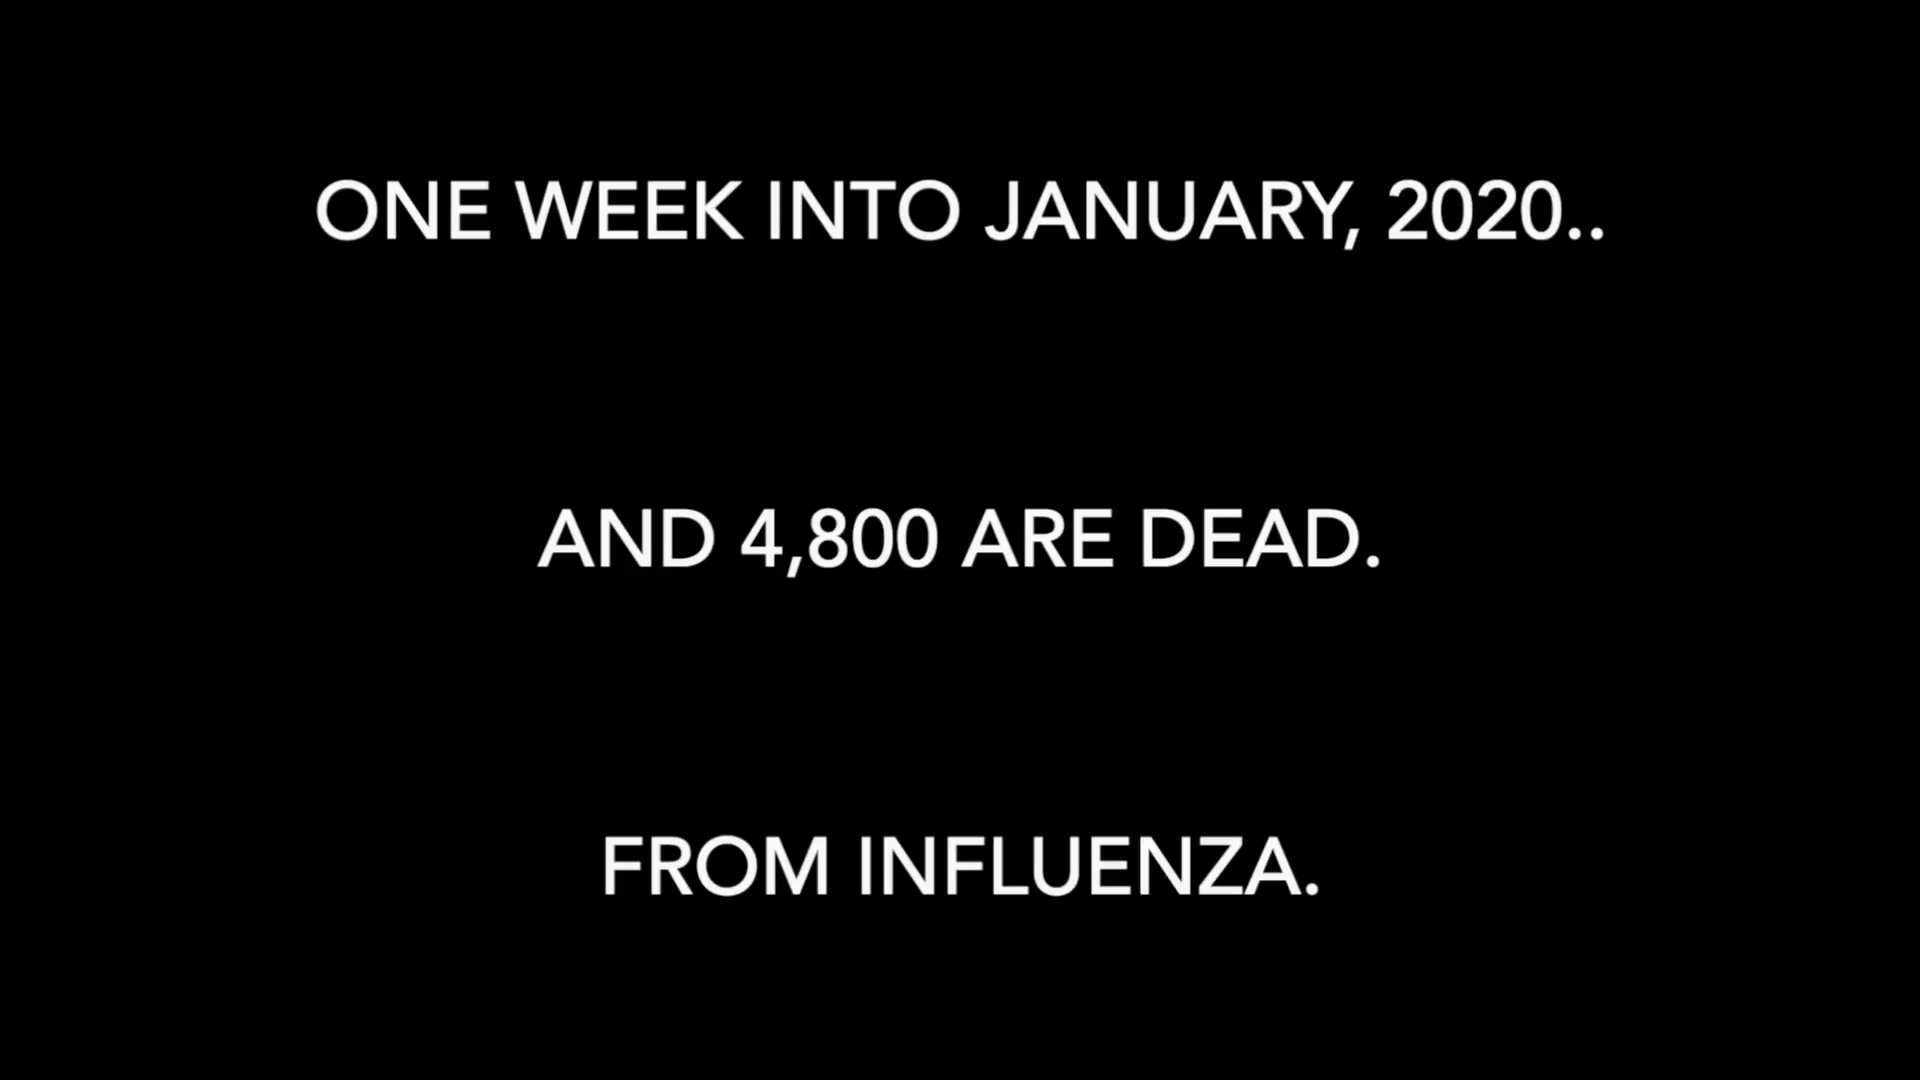 ONE WEEK INTO JANUARY, 2020..
AND 4,800 ARE DEAD.
FROM INFLUENZA.